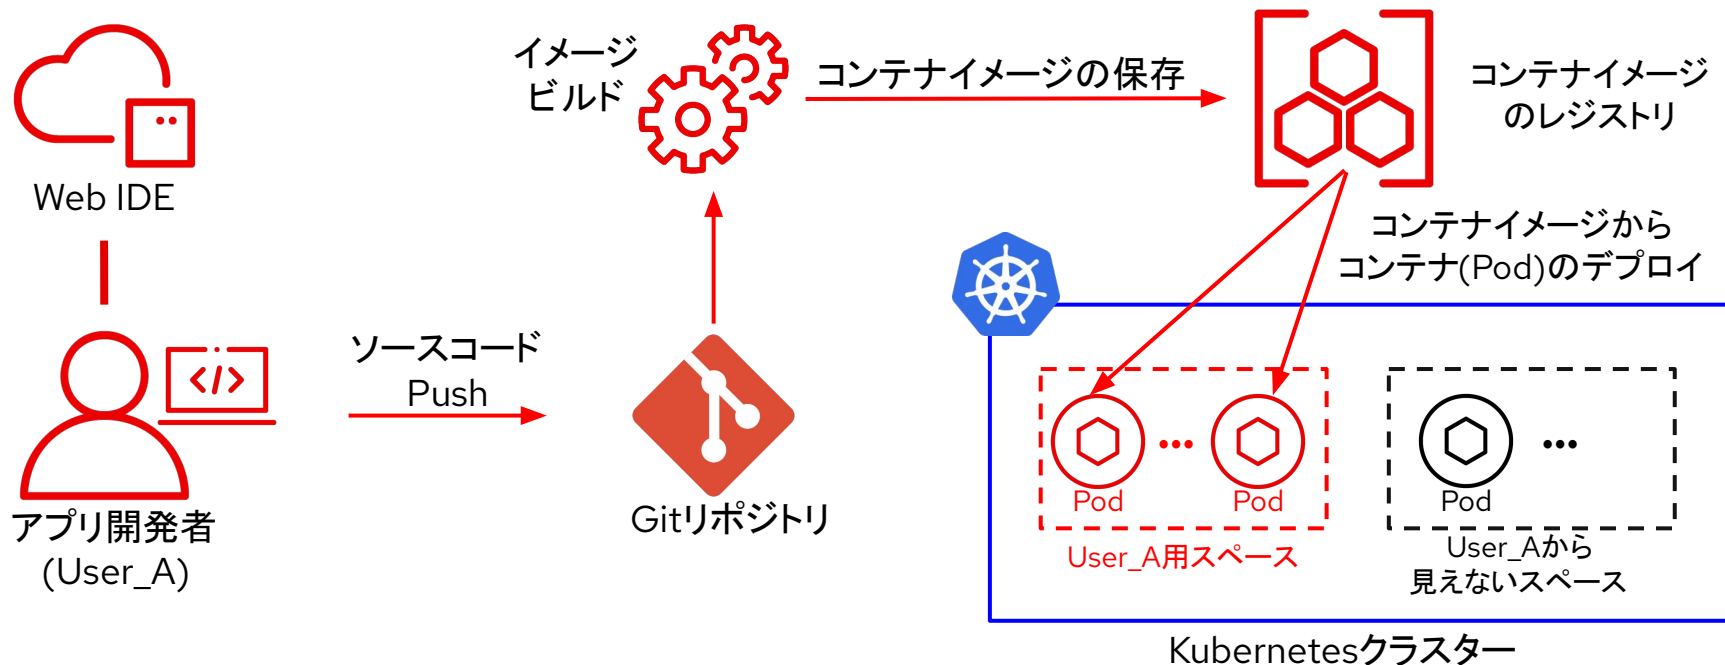 Web IDE
アプリ開発者
(User_A)
ソースコード
Push
Gitリポジトリ
イメージ
ビルド
コンテナイメージの保存
コンテナイメージ
のレジストリ
コンテナイメージから
コンテナ(Pod)のデプロイ
Pod
...
Pod
User_A用スペース
Pod
...
User_Aから
見えないスペース
Kubernetesクラスター